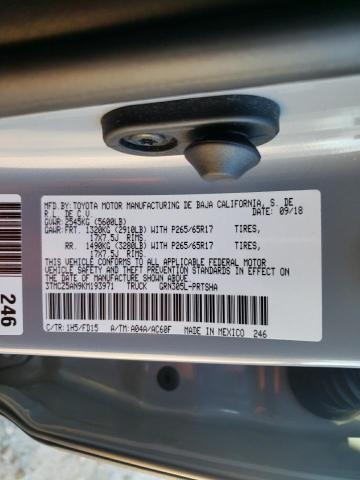 MFD.BY:TOYOTA MOTOR MANUFACTURING DE BAJA CALIFORNIA, S. DE
R. L. DE C.V. DATE: 09/18
GVWR: 2545KG (5600LB)
GAWR: FRT. 1320KG (2910LB) WITH P265/65R17 TIRES,
17X7.5J RIMS.
RR. 1490KG (3280LB) WITH P265/65R17 TIRES,
17X7.5J RIMS.
THIS VEHICLE CONFORMS TO ALL APPLICABLE FEDERAL MOTOR
VEHICLE SAFETY AND THEFT PREVENTION STANDARDS IN
EFFECT ON THE DATE OF MANUFACTURE SHOWN ABOVE.
3TMCZ5AN9KM193971 TRUCK GRN305L-PRTSHA
C/TR: 1H5/FD15 A/TM: A04A/AC60F MADE IN MEXICO 246
246